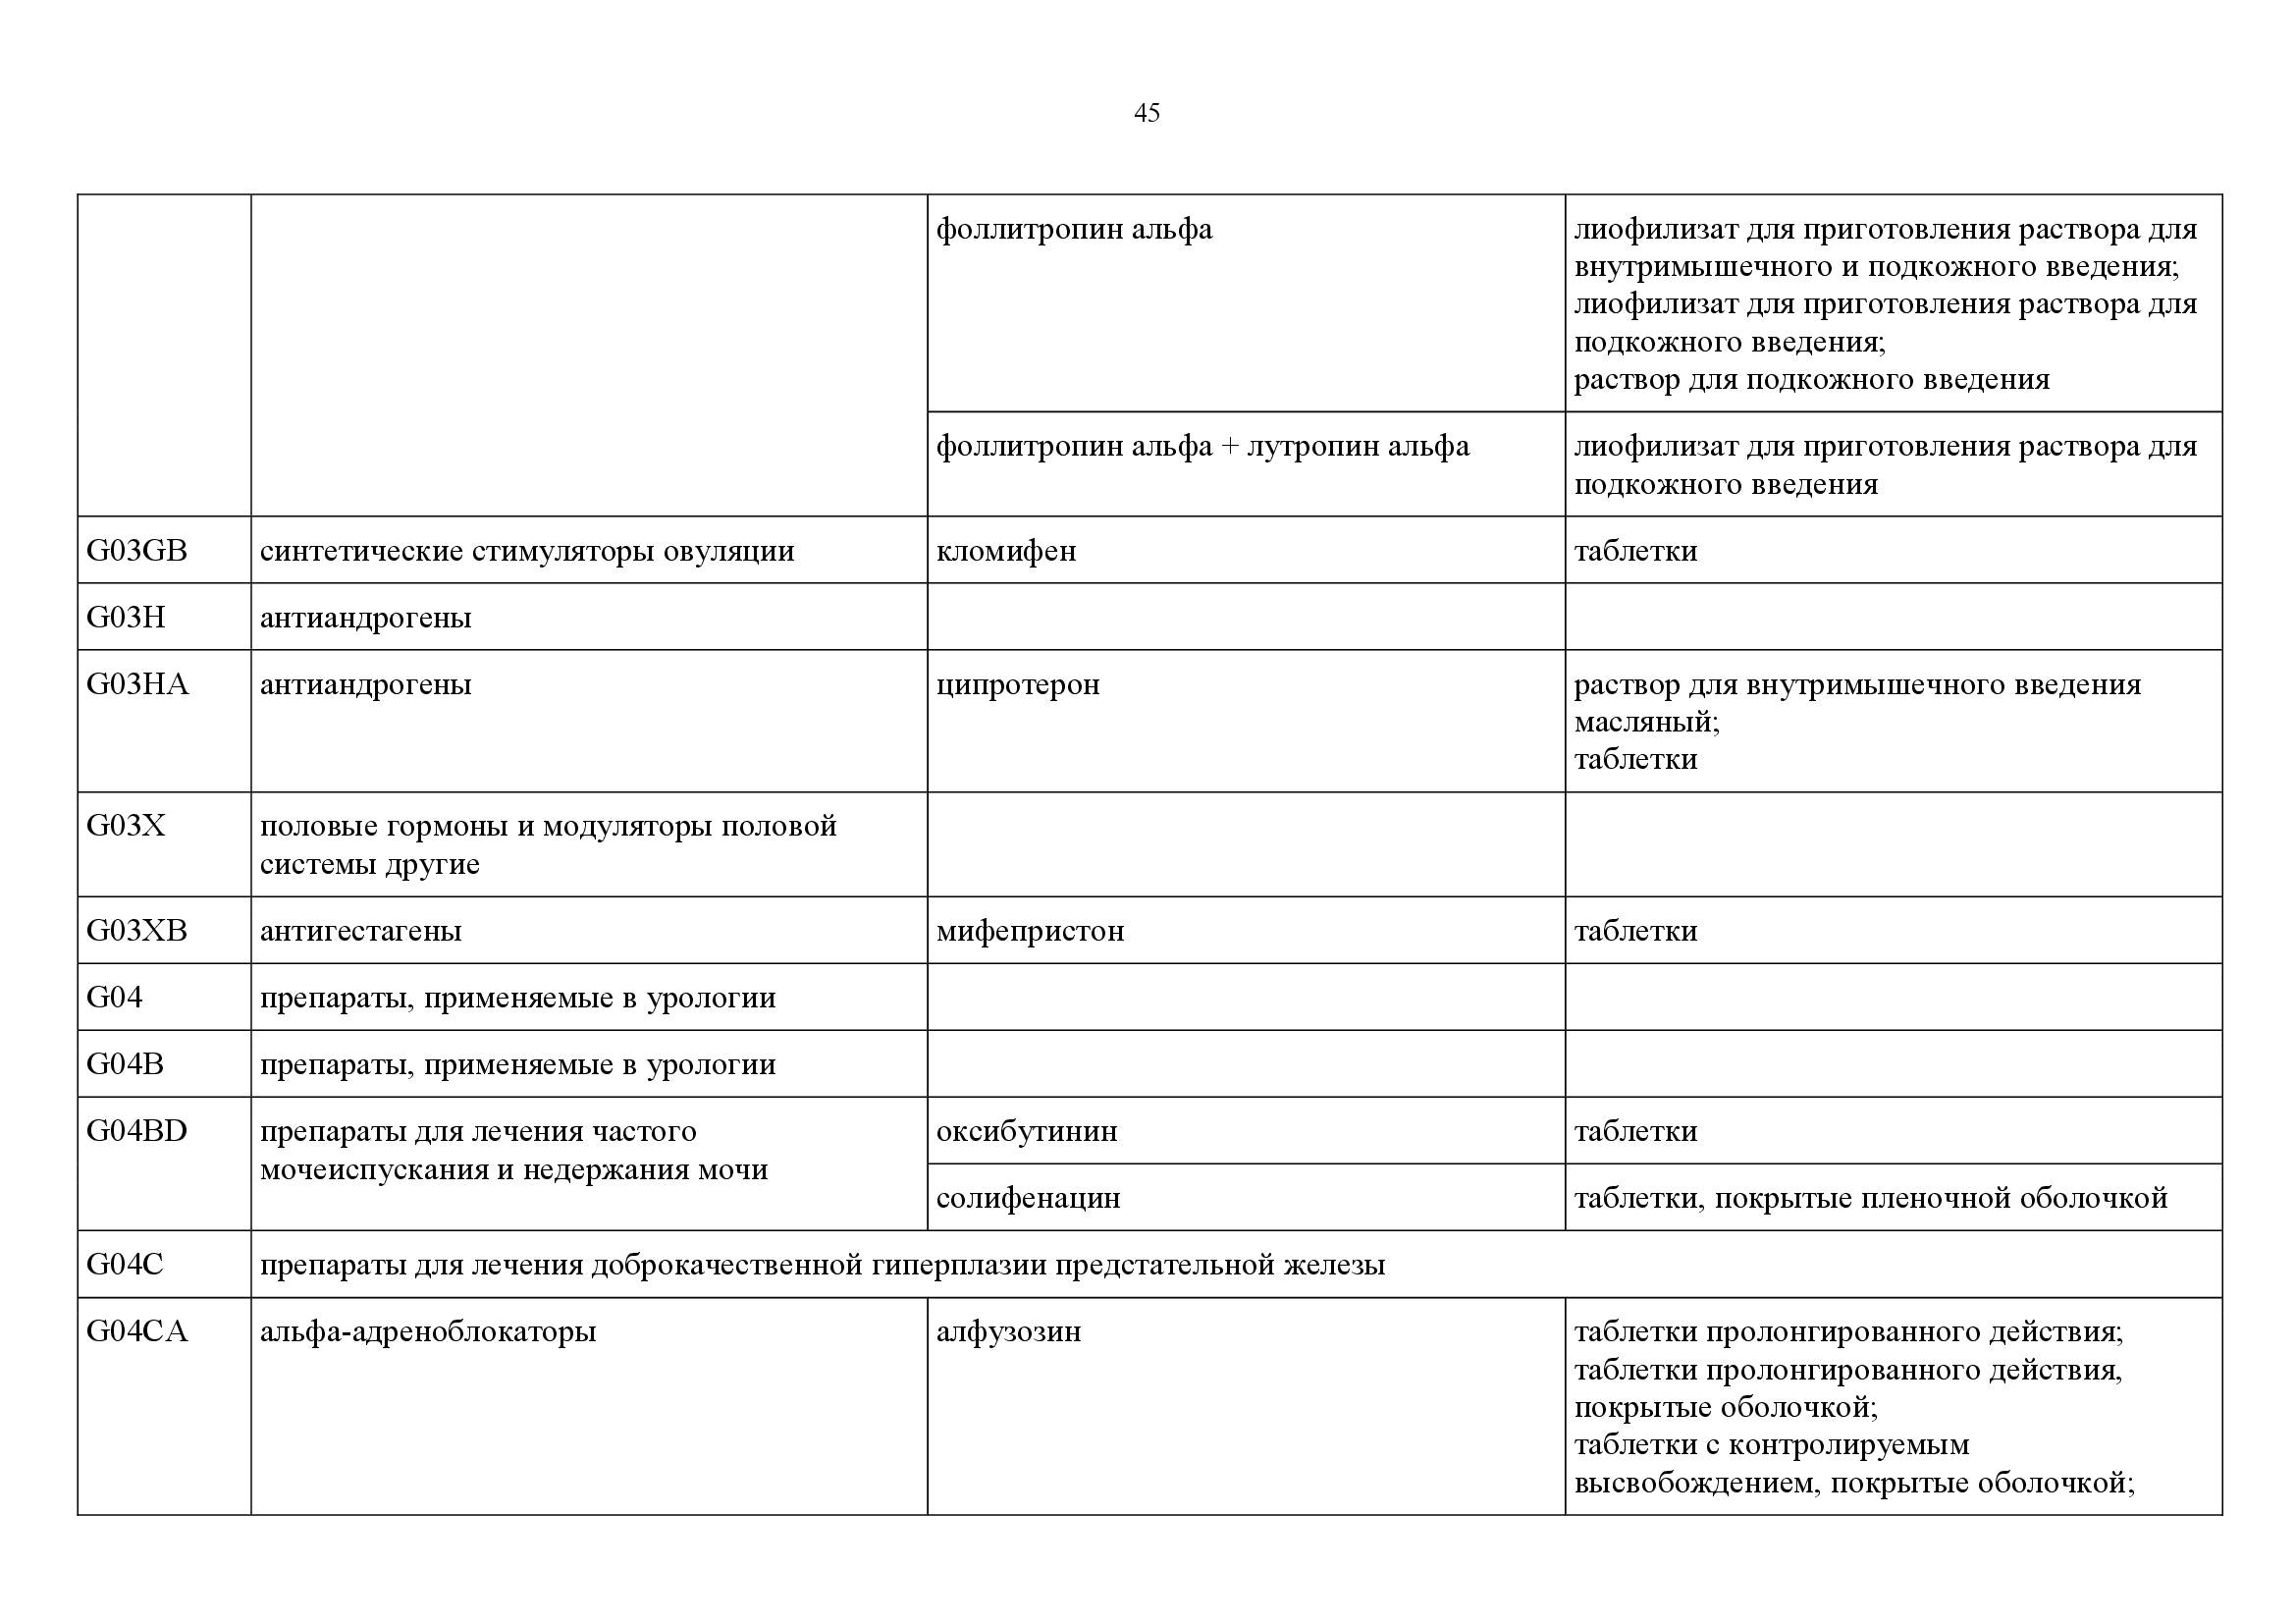 45
фоллитропин альфа
лиофилизат для приготовления раствора для
внутримышечного и подкожного введения;
лиофилизат для приготовления раствора для
подкожного введения;
раствор для подкожного введения
фоллитропин альфа + лутропин альфа
лиофилизат для приготовления раствора для
подкожного введения
G03GB
синтетические стимуляторы овуляции
кломифен
таблетки
G03H
антиандрогены
G03HA
антиандрогены
ципротерон
раствор для внутримышечного введения
масляный;
таблетки
G03X
половые гормоны и модуляторы половой
системы другие
G03XB
антигестагены
мифепристон
таблетки
G04
препараты, применяемые в урологии
G04B
препараты, применяемые в урологии
G04BD
препараты для лечения частого
мочеиспускания и недержания мочи
оксибутинин
таблетки
солифенацин
таблетки, покрытые пленочной оболочкой
G04C
препараты для лечения доброкачественной гиперплазии предстательной железы
G04CA
альфа-адреноблокаторы
алфузозин
таблетки пролонгированного действия;
таблетки пролонгированного действия,
покрытые оболочкой;
таблетки с контролируемым
высвобождением, покрытые оболочкой;